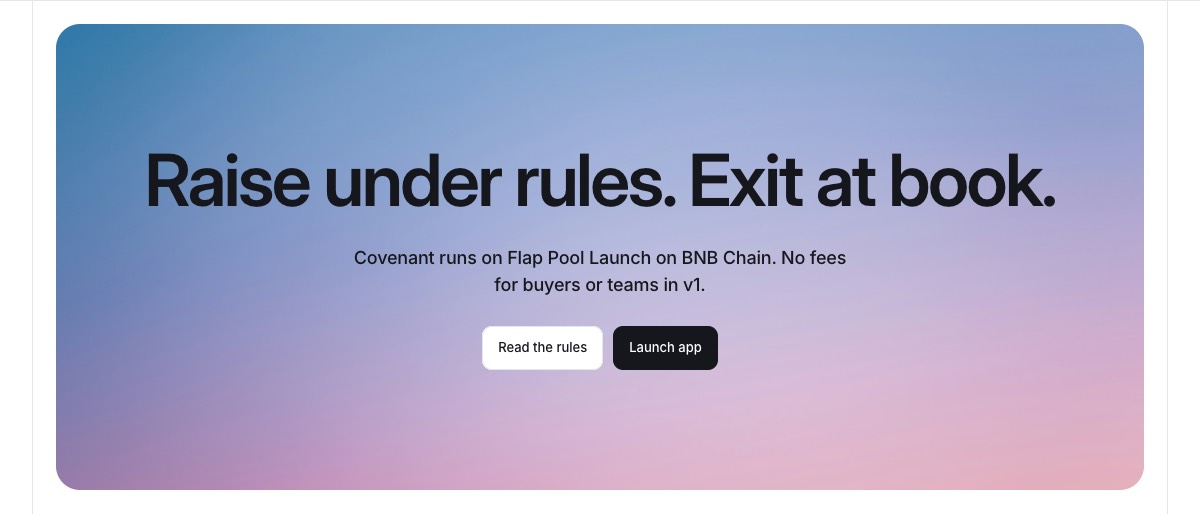 Raise under rules. Exit at book.
Covenant runs on Flap Pool Launch on BNB Chain. No fees
for buyers or teams in v1.
Read the rules
Launch app